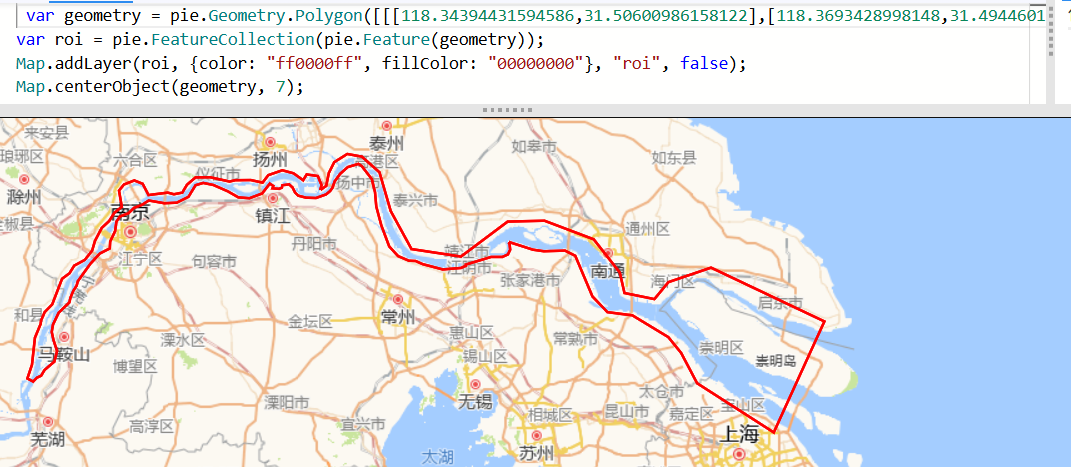 var geometry = pie.Geometry.Polygon([[[118.34394431594586,31.50600986158122],[118.3693428998148,31.4944601
var roi = pie.FeatureCollection(pie.Feature(geometry));
Map.addLayer(roi, {color: "ff0000ff", fillColor: "00000000"}, "roi", false);
Map.centerObject(geometry, 7);
来安县
琅琊区
滁州
全椒县
六合区
仪征市
扬州
泰州
高港区
扬中市
泰兴市
如皋市
如东县
南京
镇江
丹阳市
江宁区
句容市
靖江市
江阴市
张家港市
通州区
南通
海门区
启东市
和县
马鞍山
博望区
溧水区
金坛区
常州
惠山区
锡山区
常熟市
崇明区
崇明岛
太仓市
宝山区
溧阳市
高淳区
芜湖
宜兴市
无锡
相城区
昆山市
嘉定区
太湖
苏州
上海